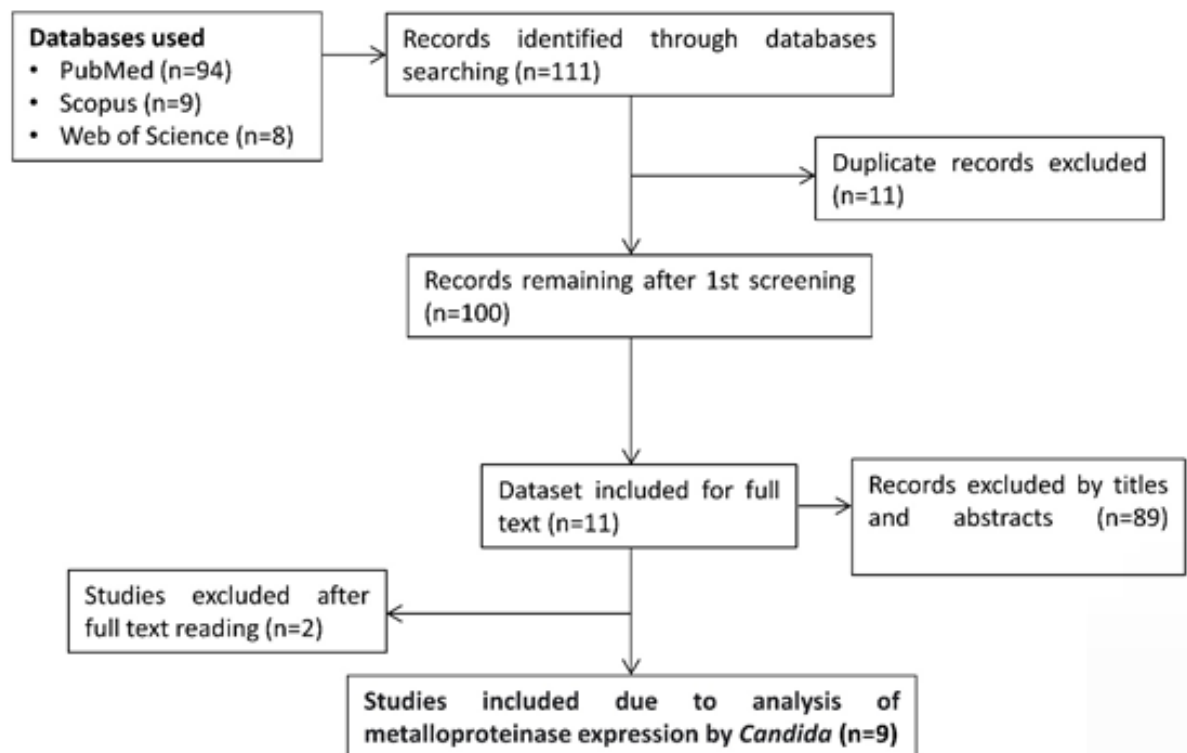 Databases used
• PubMed (n=94)
• Scopus (n=9)
• Web of Science (n=8)
Records identified through databases
searching (n=111)
Duplicate records excluded
(n=11)
Records remaining after 1st screening
(n=100)
Dataset included for full
text (n=11)
Records excluded by titles
and abstracts (n=89)
Studies excluded after
full text reading (n=2)
Studies included due to analysis of
metalloproteinase expression by Candida (n=9)